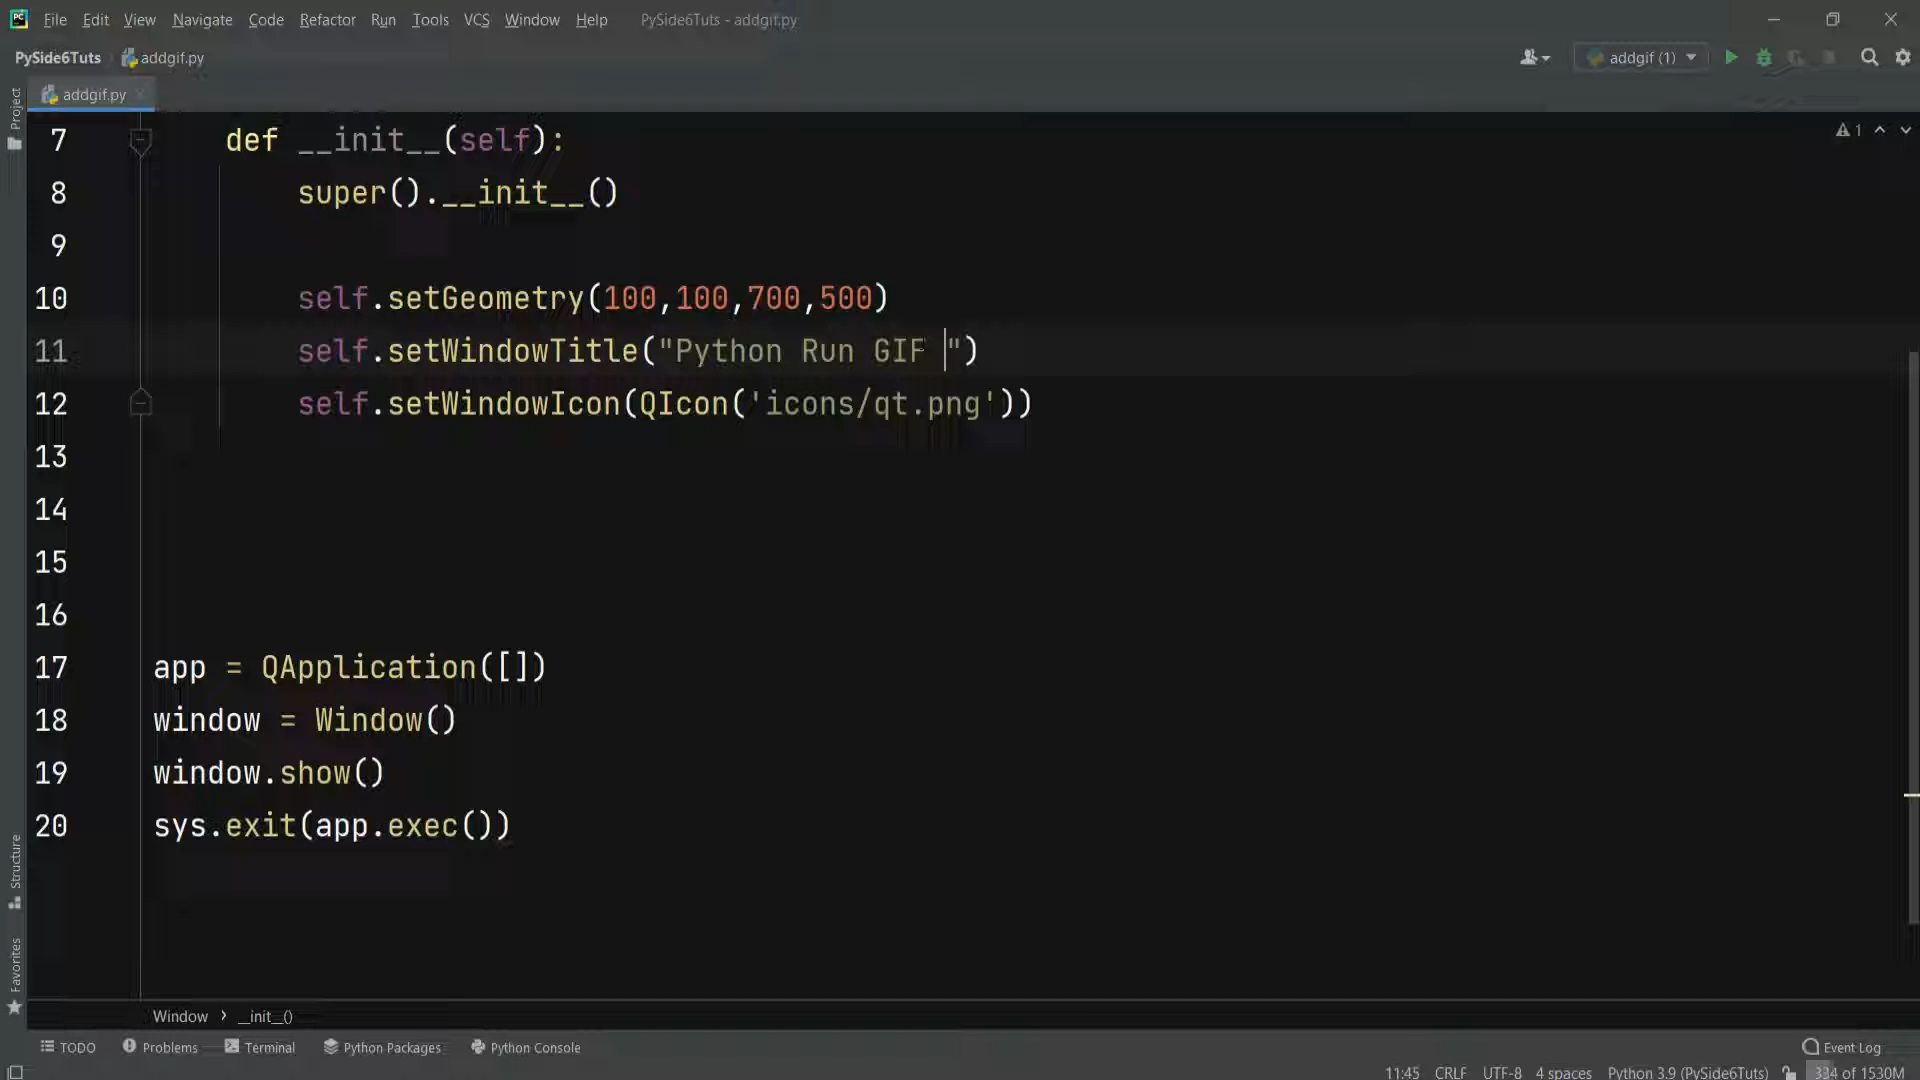 PC File Edit View Navigate Code Refactor Run Tools VCS Window Help PySide6Tuts - addgif.py
PySide6Tuts addgif.py addgif (1)
Project
addgif.py
1
7 def __init__(self):
8 super().__init__()
9
10 self.setGeometry(100,100,700,500)
11 self.setWindowTitle("Python Run GIF ")
12 self.setWindowIcon(QIcon('icons/qt.png'))
13
14
15
16
17 app = QApplication([])
18 window = Window()
19 window.show()
20 sys.exit(app.exec())
Structure
Favorites
Window › __init__()
TODO Problems Terminal Python Packages Python Console Event Log
11:45 CRLF UTF-8 4 spaces Python 3.9 (PySide6Tuts) 334 of 1530M